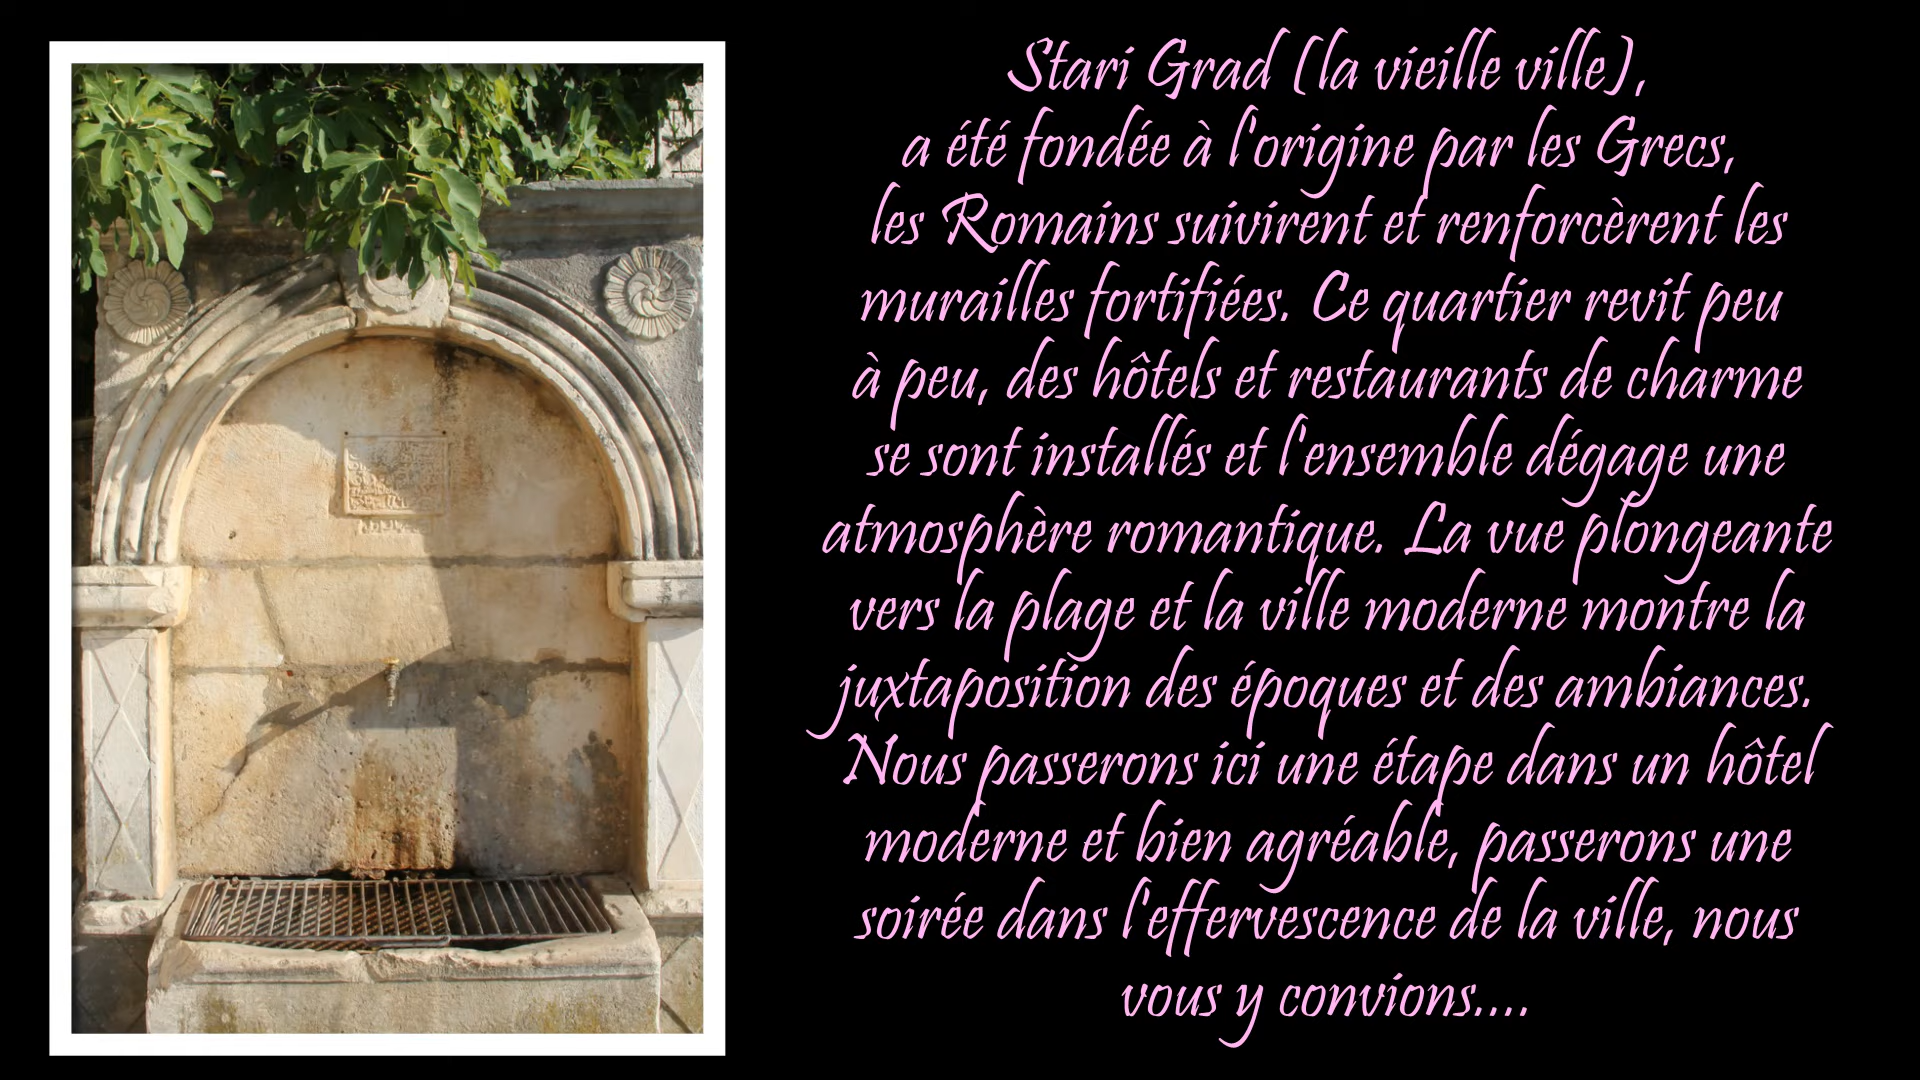 Stari Grad (la vieille ville),
a été fondée à l'origine par les Grecs,
les Romains suivirent et renforcèrent les
murailles fortifiées. Ce quartier revit peu
à peu, des hôtels et restaurants de charme
se sont installés et l'ensemble dégage une
atmosphère romantique. La vue plongeante
vers la plage et la ville moderne montre la
juxtaposition des époques et des ambiances.
Nous passerons ici une étape dans un hôtel
moderne et bien agréable, passerons une
soirée dans l'effervescence de la ville, nous
vous y convions....